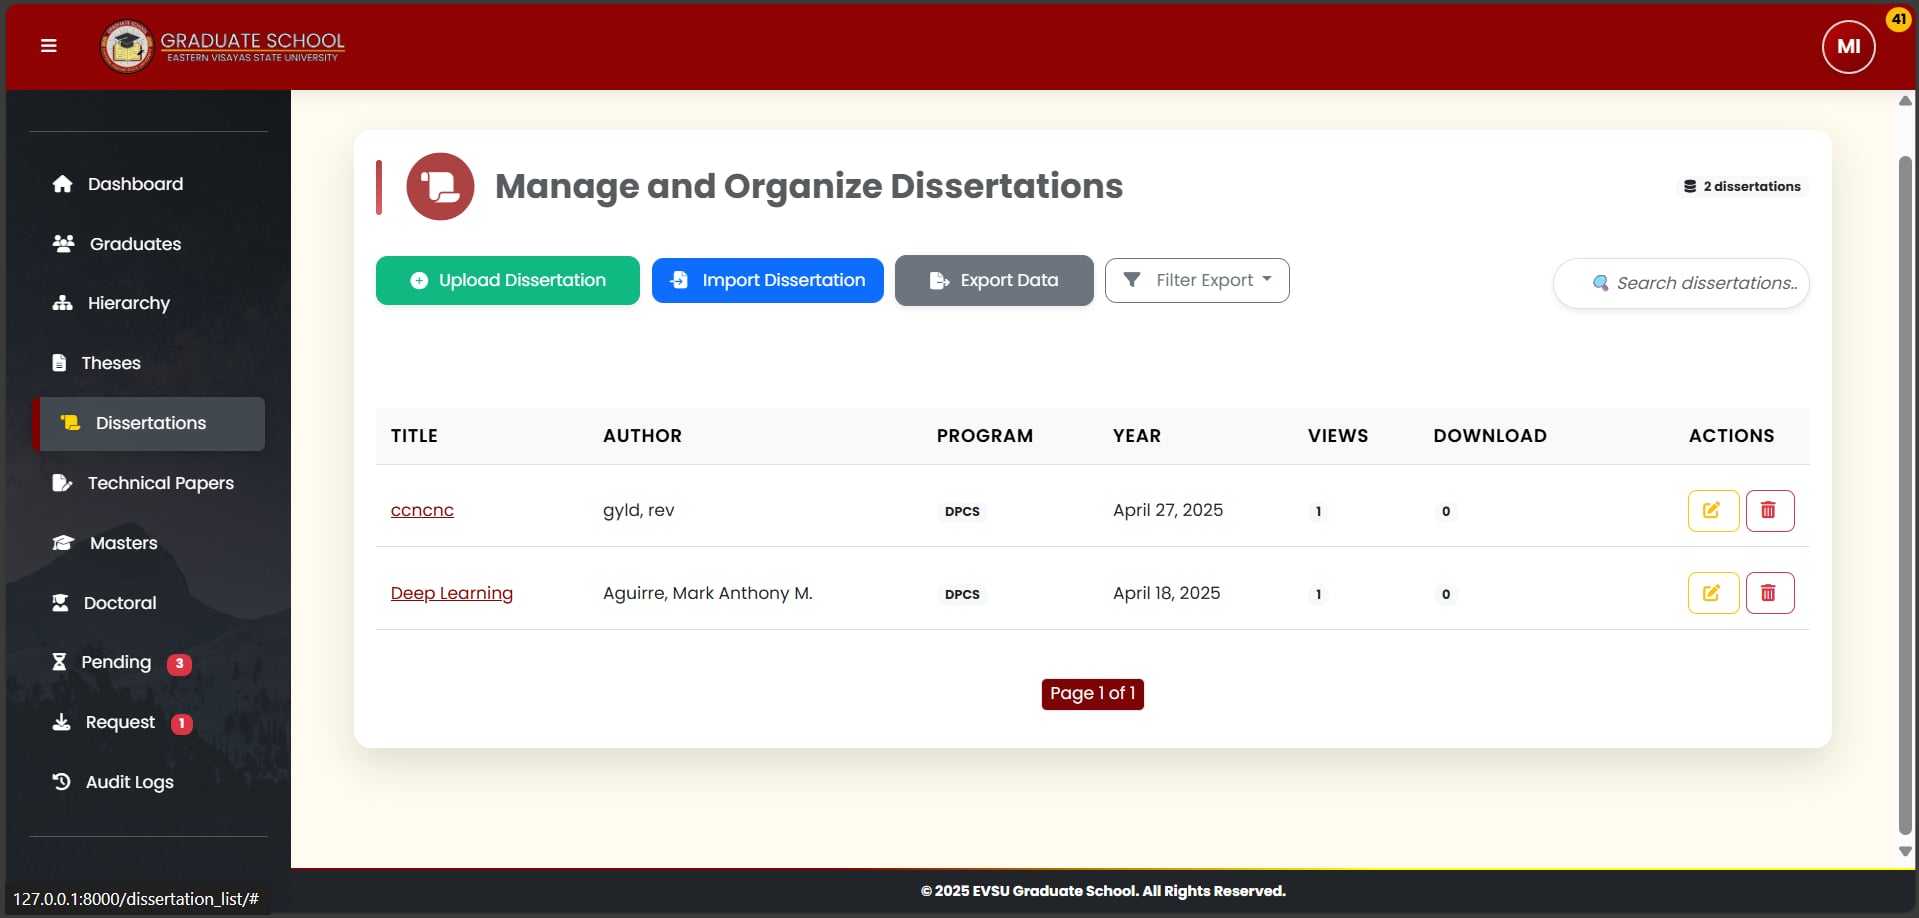 41
GRADUATE SCHOOL
EASTERN VISAYAS STATE UNIVERSITY
MI
Dashboard
Graduates
Hierarchy
Theses
Dissertations
Technical Papers
Masters
Doctoral
Pending 3
Request 1
Audit Logs
Manage and Organize Dissertations
2 dissertations
Upload Dissertation Import Dissertation Export Data Filter Export Search dissertations..
TITLE AUTHOR PROGRAM YEAR VIEWS DOWNLOAD ACTIONS
ccncnc gyld, rev DPCS April 27, 2025 1 0
Deep Learning Aguirre, Mark Anthony M. DPCS April 18, 2025 1 0
Page 1 of 1
© 2025 EVSU Graduate School. All Rights Reserved.
127.0.0.1:8000/dissertation_list/#